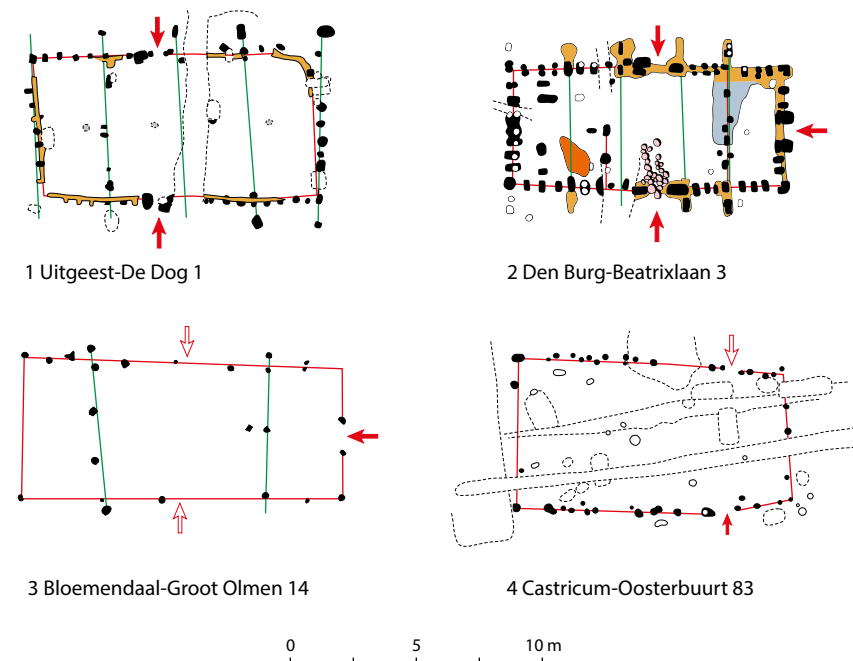 1 Uitgeest-De Dog 1
2 Den Burg-Beatrixlaan 3
3 Bloemendaal-Groot Olmen 14
4 Castricum-Oosterbuurt 83
0 5 10 m